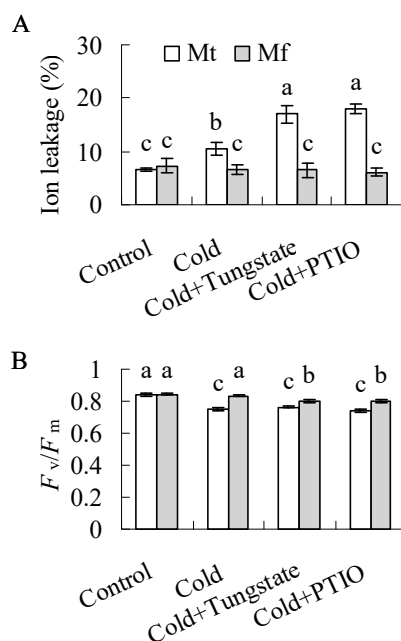 A
Mt Mf
Ion leakage (%)
30
20
10
0
c c b c a c a c
Control
Cold
Cold+Tungstate
Cold+PTIO
B
Fv/Fm
1
0.8
0.6
0.4
0.2
0
a a c a c b c b
Control
Cold
Cold+Tungstate
Cold+PTIO